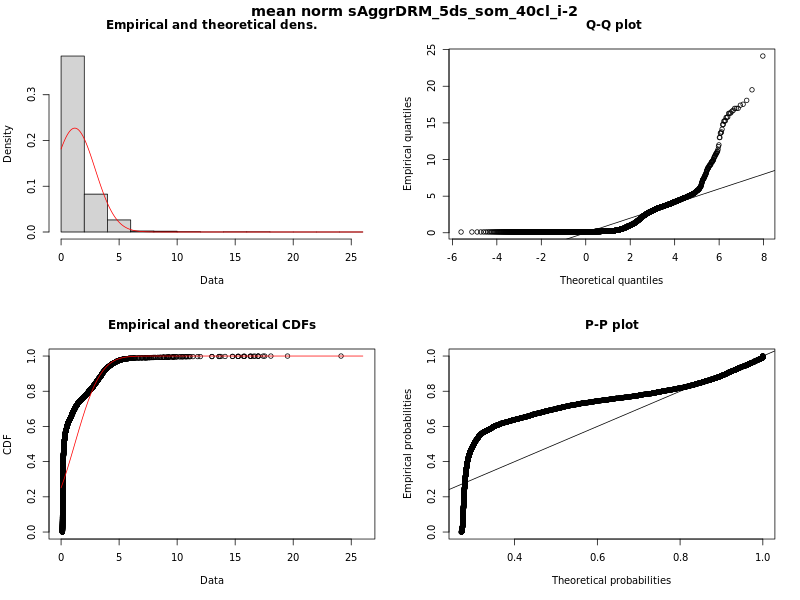 mean norm sAggrDRM_5ds_som_40cl_i-2
Empirical and theoretical dens.
Density
0.0 0.1 0.2 0.3
0 5 10 15 20 25
Data
Q-Q plot
Empirical quantiles
0 5 10 15 20 25
-6 -4 -2 0 2 4 6 8
Theoretical quantiles
Empirical and theoretical CDFs
CDF
0.0 0.2 0.4 0.6 0.8 1.0
0 5 10 15 20 25
Data
P-P plot
Empirical probabilities
0.0 0.2 0.4 0.6 0.8 1.0
0.4 0.6 0.8 1.0
Theoretical probabilities